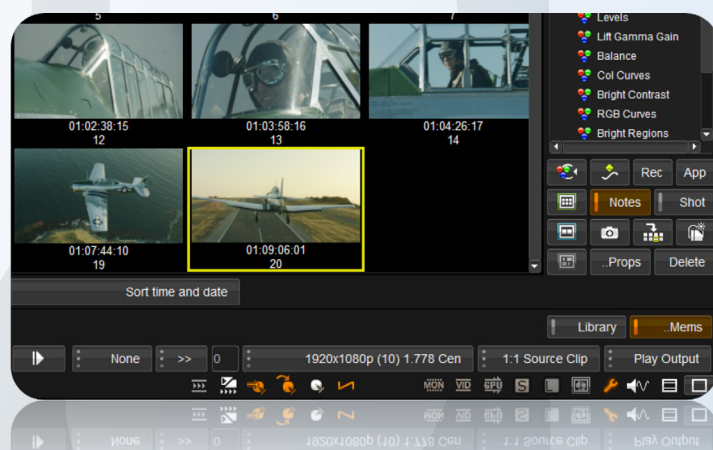 5 6 7
Levels
Lift Gamma Gain
Balance
Col Curves
Bright Contrast
RGB Curves
Bright Regions
01:02:38:15 01:03:58:16 01:04:26:17
12 13 14
Rec App
Notes Shot
01:07:44:10 01:09:06:01
19 20
..Props Delete
Sort time and date
Library ..Mems
None >> 0 1920x1080p (10) 1.778 Cen 1:1 Source Clip Play Output
MON VID GPU S